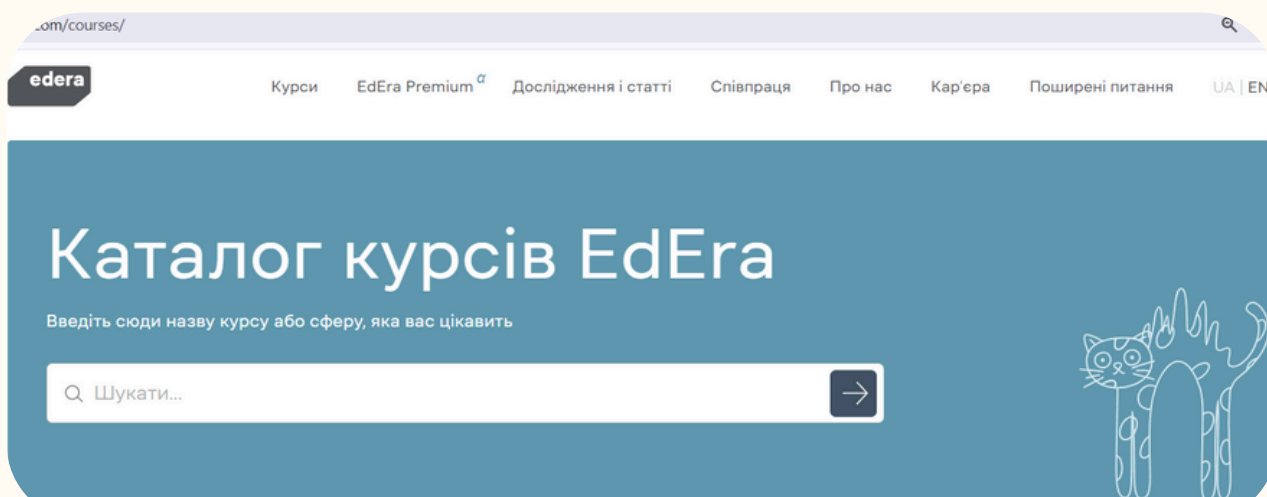 .com/courses/
edera
Курси EdEra Premium α Дослідження і статті Співпраця Про нас Кар'єра Поширені питання UA | EN
Каталог курсів EdEra
Введіть сюди назву курсу або сферу, яка вас цікавить
Шукати...